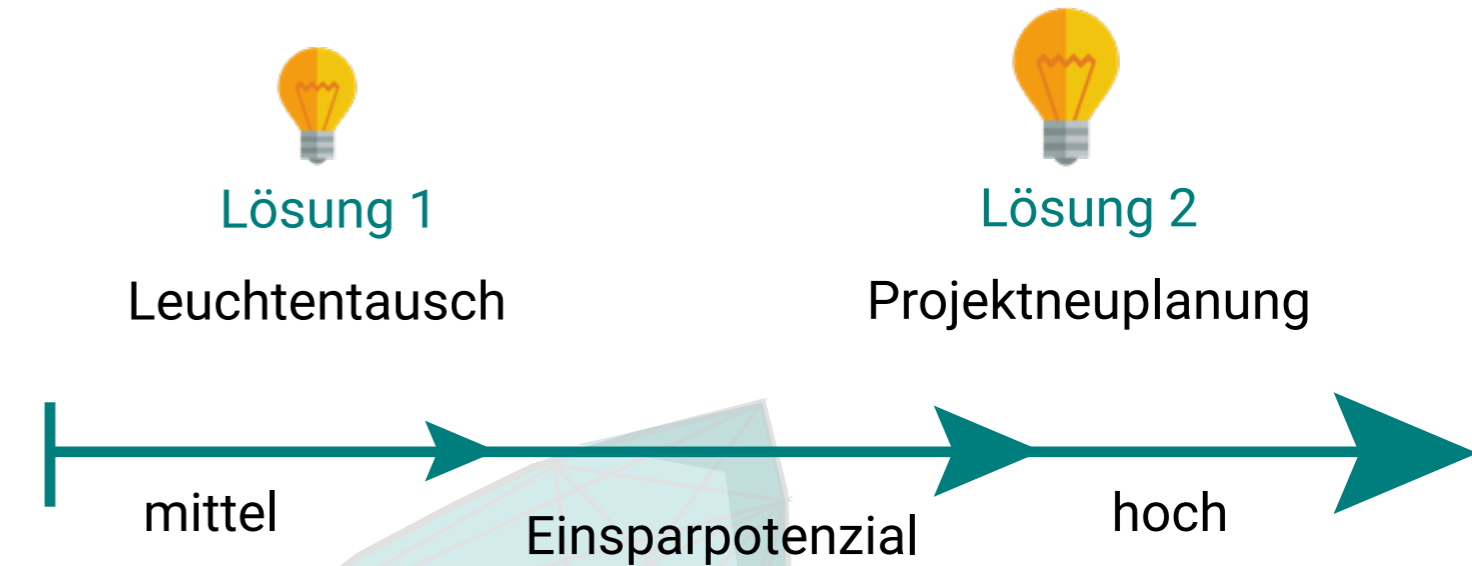 Lösung 1
Lösung 2
Leuchtentausch
Projektneuplanung
mittel
Einsparpotenzial
hoch